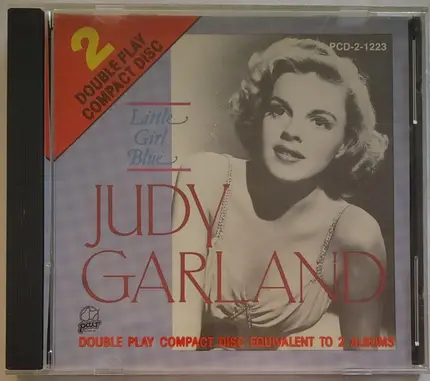 2
DOUBLE PLAY
COMPACT DISC
PCD-2-1223
Little
Girl
Blue
JUDY
GARLAND
pair
DOUBLE PLAY COMPACT DISC EQUIVALENT TO 2 ALBUMS